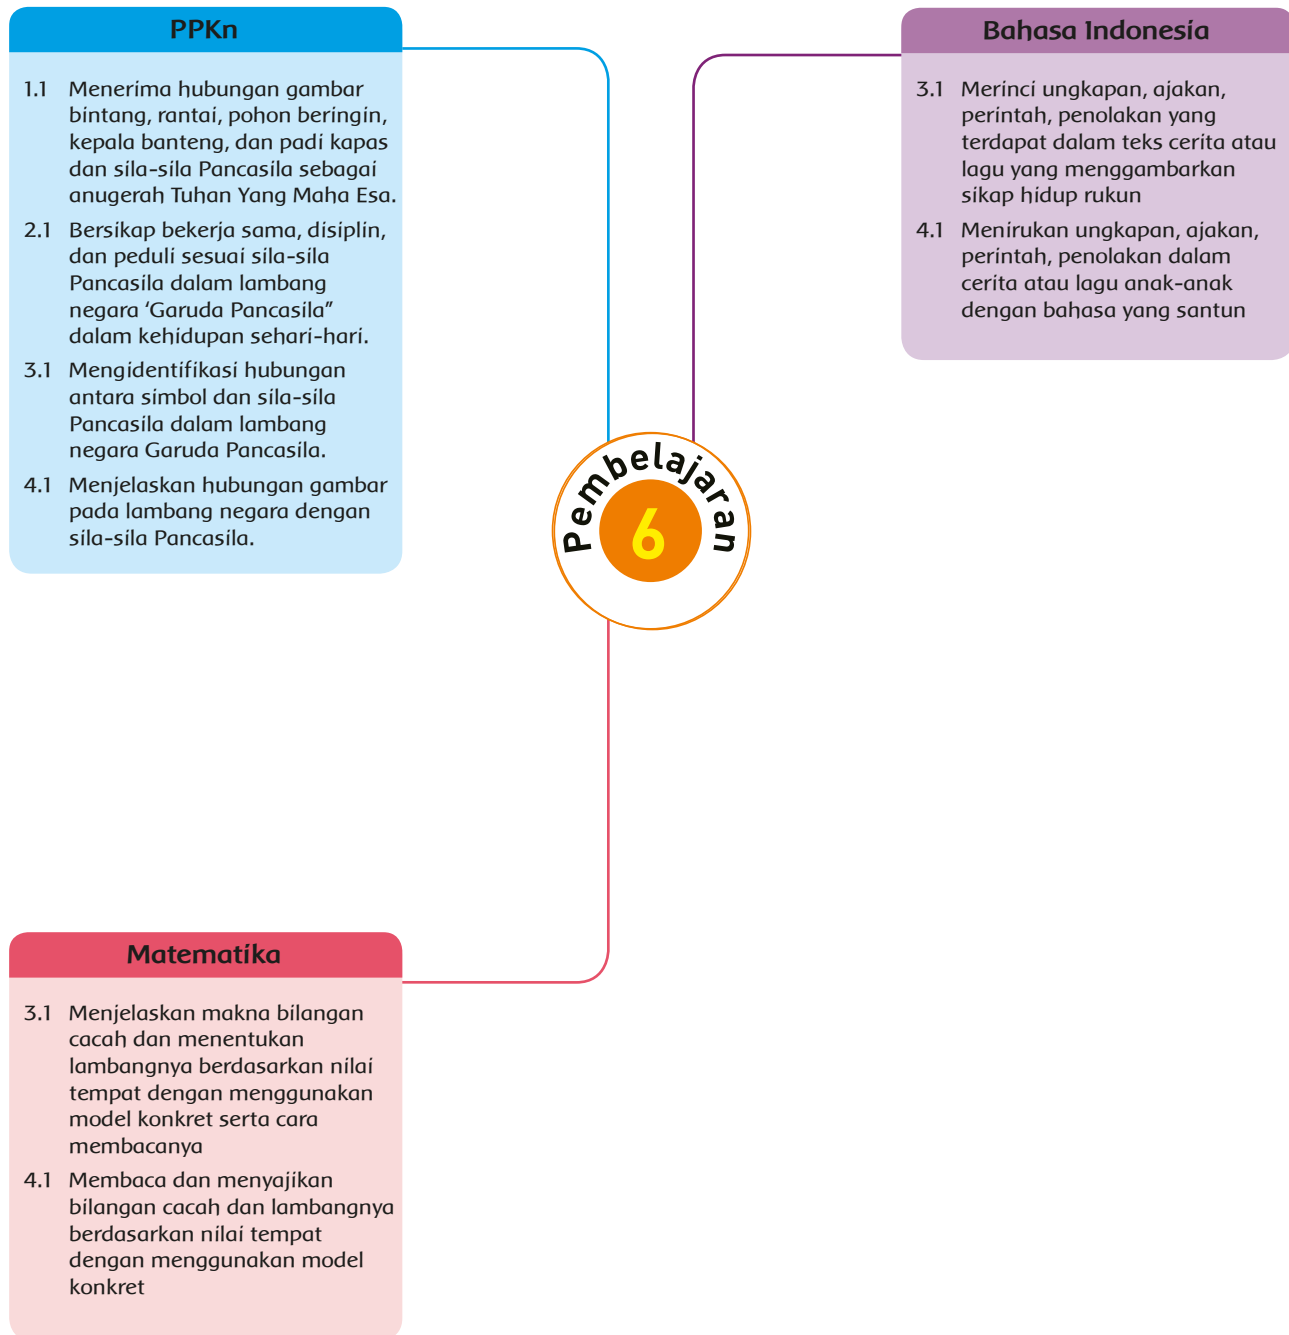 PPKn
1.1 Menerima hubungan gambar
bintang, rantai, pohon beringin,
kepala banteng, dan padi kapas
dan sila-sila Pancasila sebagai
anugerah Tuhan Yang Maha Esa.
2.1 Bersikap bekerja sama, disiplin,
dan peduli sesuai sila-sila
Pancasila dalam lambang
negara ‘Garuda Pancasila”
dalam kehidupan sehari-hari.
3.1 Mengidentifikasi hubungan
antara simbol dan sila-sila
Pancasila dalam lambang
negara Garuda Pancasila.
4.1 Menjelaskan hubungan gambar
pada lambang negara dengan
sila-sila Pancasila.
Bahasa Indonesia
3.1 Merinci ungkapan, ajakan,
perintah, penolakan yang
terdapat dalam teks cerita atau
lagu yang menggambarkan
sikap hidup rukun
4.1 Menirukan ungkapan, ajakan,
perintah, penolakan dalam
cerita atau lagu anak-anak
dengan bahasa yang santun
Pembelajaran
6
Matematika
3.1 Menjelaskan makna bilangan
cacah dan menentukan
lambangnya berdasarkan nilai
tempat dengan menggunakan
model konkret serta cara
membacanya
4.1 Membaca dan menyajikan
bilangan cacah dan lambangnya
berdasarkan nilai tempat
dengan menggunakan model
konkret